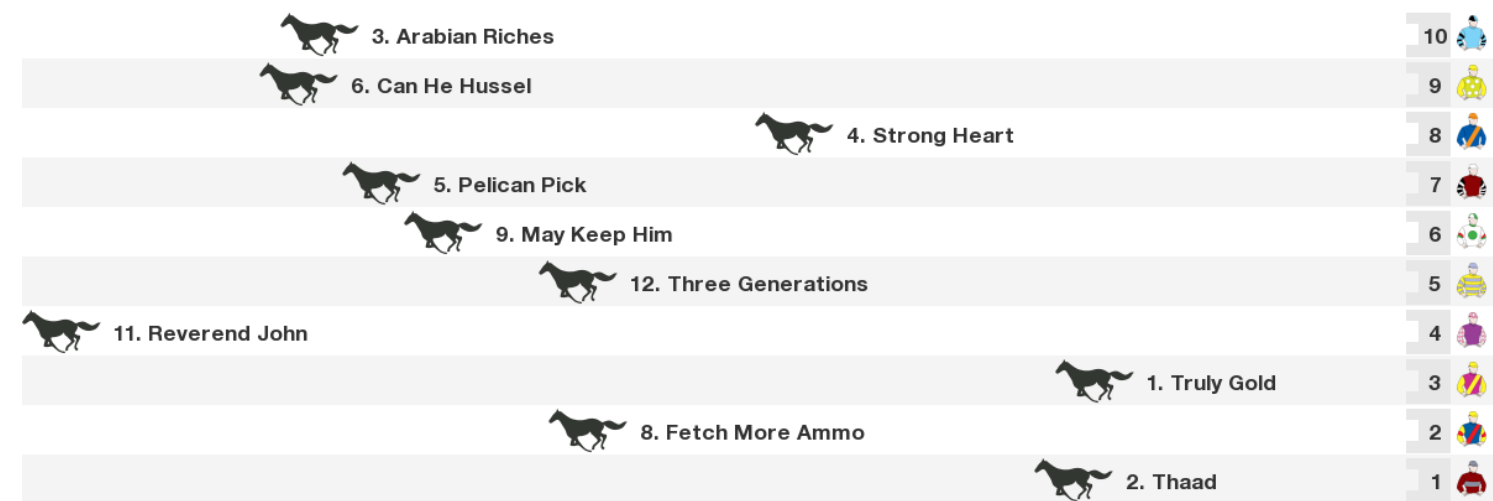 3. Arabian Riches 10
6. Can He Hussel 9
4. Strong Heart 8
5. Pelican Pick 7
9. May Keep Him 6
12. Three Generations 5
11. Reverend John 4
1. Truly Gold 3
8. Fetch More Ammo 2
2. Thaad 1